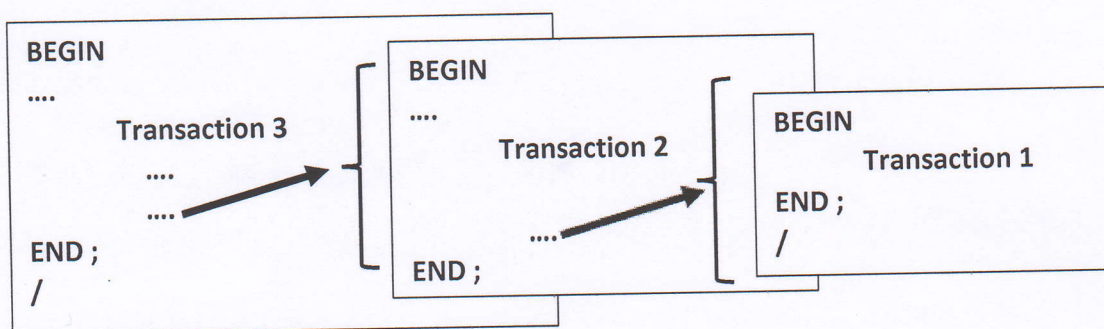 BEGIN
....
Transaction 3
....
....
END ;
/
BEGIN
....
Transaction 2
....
END ;
BEGIN
Transaction 1
END ;
/